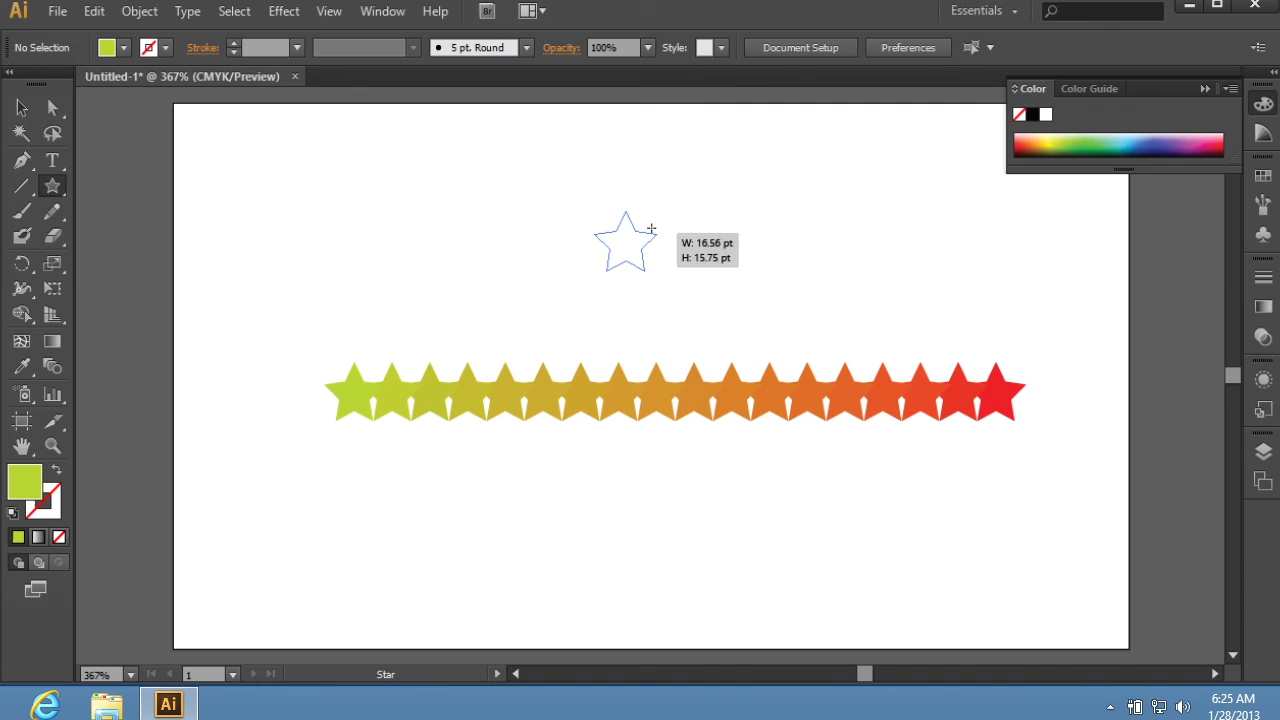 Ai File Edit Object Type Select Effect View Window Help Br Essentials
No Selection Stroke: 5 pt. Round Opacity: 100% Style: Document Setup Preferences
Untitled-1* @ 367% (CMYK/Preview) ×
Color Color Guide
T
W: 16.56 pt
H: 15.75 pt
367% 1 Star
Ai 6:25 AM
1/28/2013